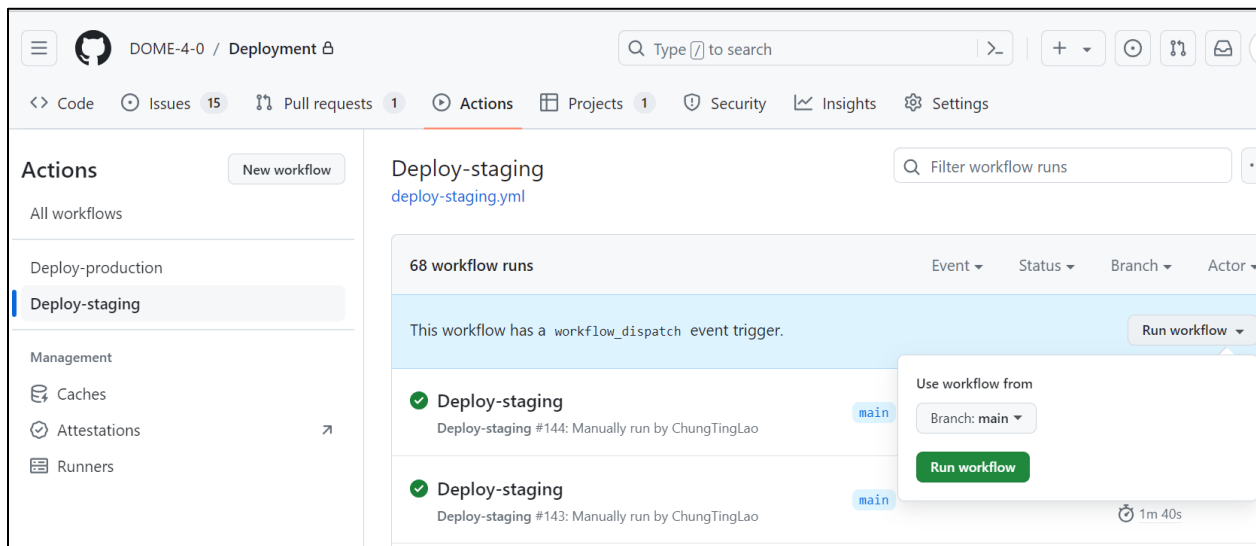 DOME-4-0 / Deployment
Type / to search
<> Code
Issues 15
Pull requests 1
Actions
Projects 1
Security
Insights
Settings
Actions
New workflow
All workflows
Deploy-production
Deploy-staging
Management
Caches
Attestations
Runners
Deploy-staging
deploy-staging.yml
Filter workflow runs
68 workflow runs
Event
Status
Branch
Actor
This workflow has a workflow_dispatch event trigger.
Run workflow
Use workflow from
Branch: main
Run workflow
Deploy-staging
Deploy-staging #144: Manually run by ChungTingLao
main
Deploy-staging
Deploy-staging #143: Manually run by ChungTingLao
main
1m 40s